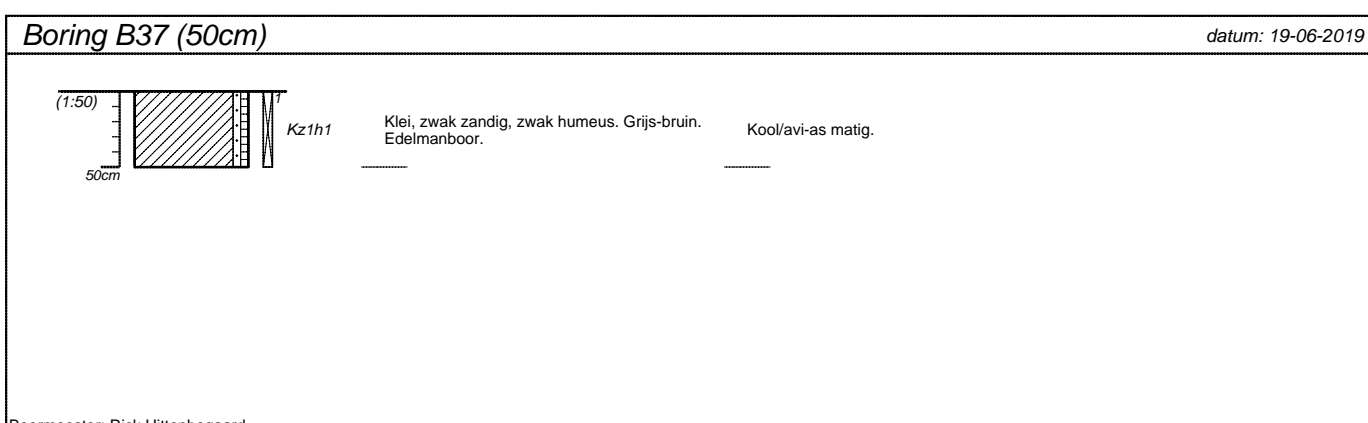 Boring B37 (50cm)
datum: 19-06-2019
(1:50)
1
Kz1h1
Klei, zwak zandig, zwak humeus. Grijs-bruin.
Edelmanboor.
Kool/avi-as matig.
50cm